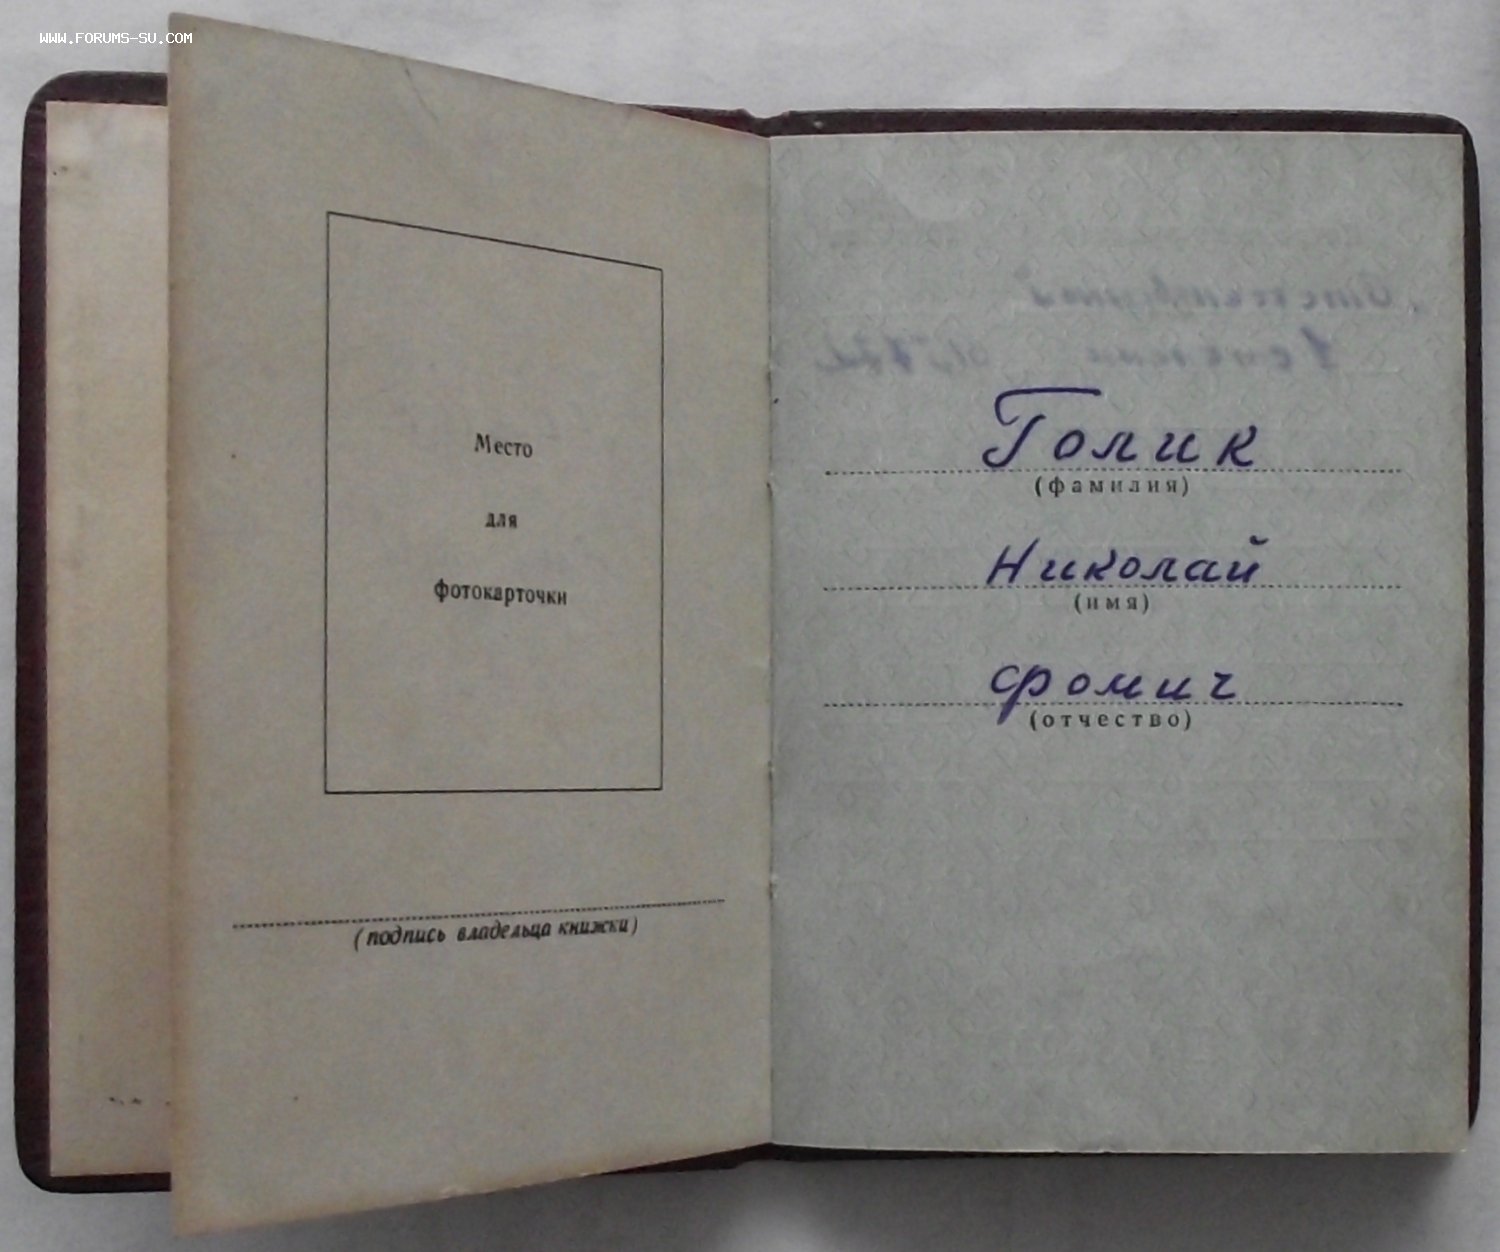 www.forums-su.com
Место
для
фотокарточки
(подпись владельца книжки)
Голик
(фамилия)
Николай
(имя)
Фомич
(отчество)